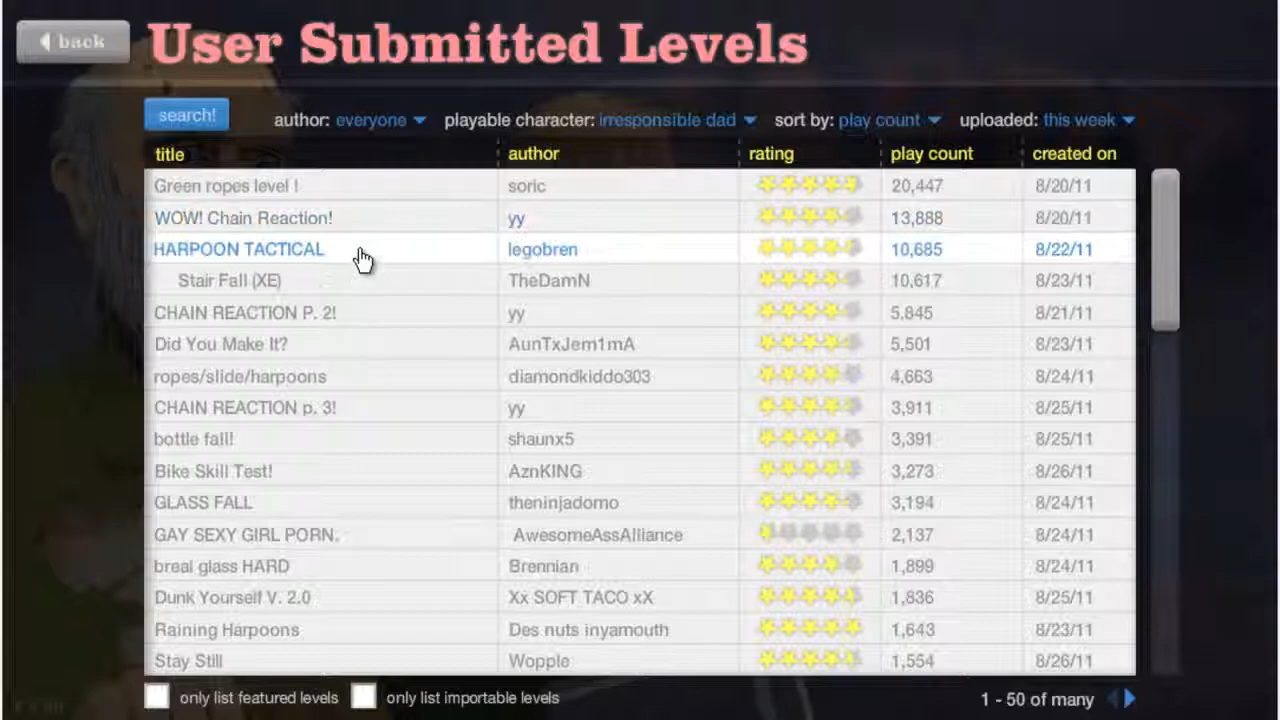 back
User Submitted Levels
search! author: everyone playable character: irresponsible dad sort by: play count uploaded: this week
title author rating play count created on
Green ropes level ! soric 20,447 8/20/11
WOW! Chain Reaction! yy 13,888 8/20/11
HARPOON TACTICAL legobren 10,685 8/22/11
Stair Fall (XE) TheDamN 10,617 8/23/11
CHAIN REACTION P. 2! yy 5,845 8/21/11
Did You Make It? AunTxJem1mA 5,501 8/23/11
ropes/slide/harpoons diamondkiddo303 4,663 8/24/11
CHAIN REACTION p. 3! yy 3,911 8/25/11
bottle fall! shaunx5 3,391 8/25/11
Bike Skill Test! AznKING 3,273 8/26/11
GLASS FALL theninjadomo 3,194 8/24/11
GAY SEXY GIRL PORN. AwesomeAssAlliance 2,137 8/24/11
breal glass HARD Brennian 1,899 8/24/11
Dunk Yourself V. 2.0 Xx SOFT TACO xX 1,836 8/25/11
Raining Harpoons Des nuts inyamouth 1,643 8/23/11
Stay Still Wopple 1,554 8/26/11
only list featured levels only list importable levels 1 - 50 of many